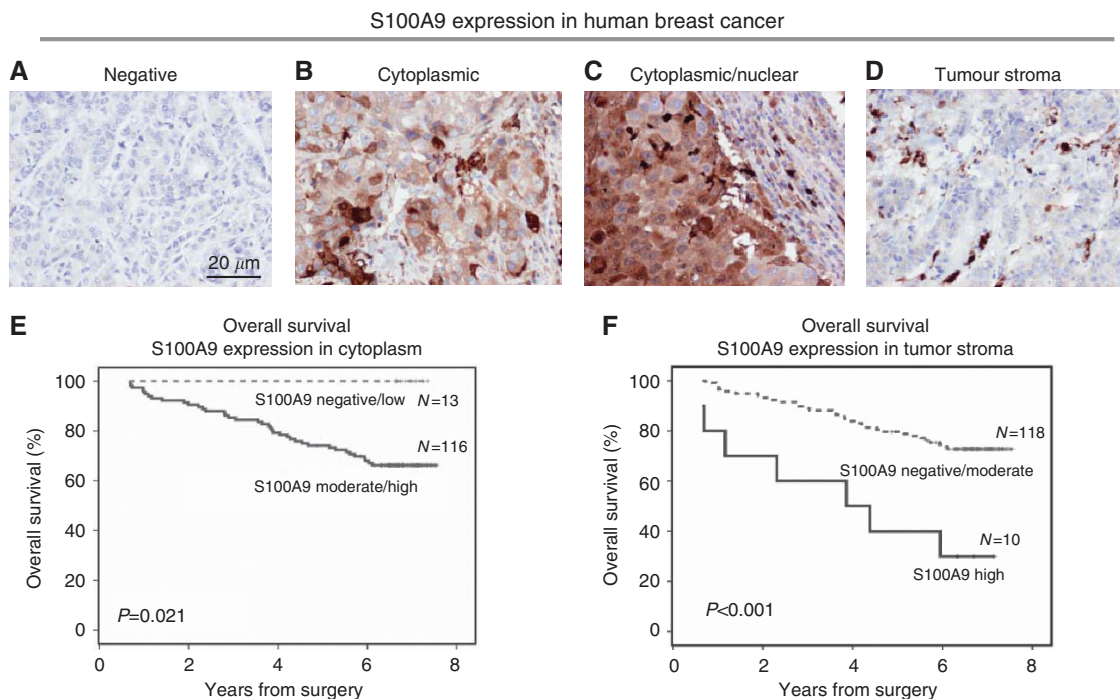 S100A9 expression in human breast cancer
A Negative
B Cytoplasmic
C Cytoplasmic/nuclear
D Tumour stroma
20 μm
E Overall survival
S100A9 expression in cytoplasm
100
80
60
40
20
0
Overall survival (%)
S100A9 negative/low
N=13
N=116
S100A9 moderate/high
P=0.021
0 2 4 6 8
Years from surgery
F Overall survival
S100A9 expression in tumor stroma
100
80
60
40
20
0
Overall survival (%)
N=118
S100A9 negative/moderate
N=10
S100A9 high
P<0.001
0 2 4 6 8
Years from surgery